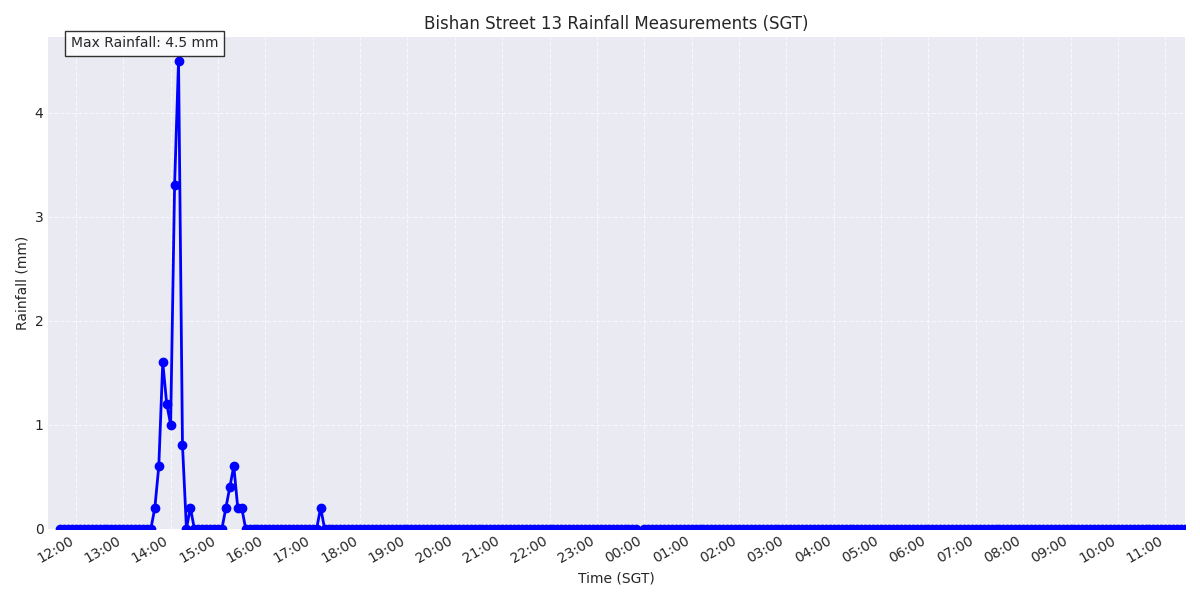 Bishan Street 13 Rainfall Measurements (SGT)
Max Rainfall: 4.5 mm
Rainfall (mm)
4
3
2
1
0
12:00 13:00 14:00 15:00 16:00 17:00 18:00 19:00 20:00 21:00 22:00 23:00 00:00 01:00 02:00 03:00 04:00 05:00 06:00 07:00 08:00 09:00 10:00 11:00
Time (SGT)